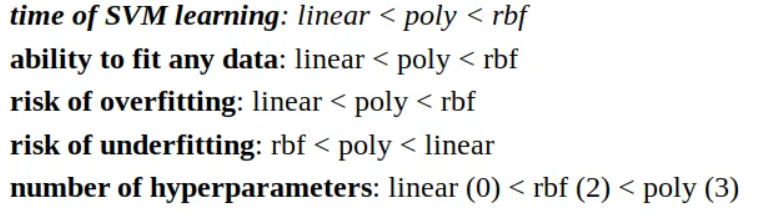 time of SVM learning: linear < poly < rbf
ability to fit any data: linear < poly < rbf
risk of overfitting: linear < poly < rbf
risk of underfitting: rbf < poly < linear
number of hyperparameters: linear (0) < rbf (2) < poly (3)